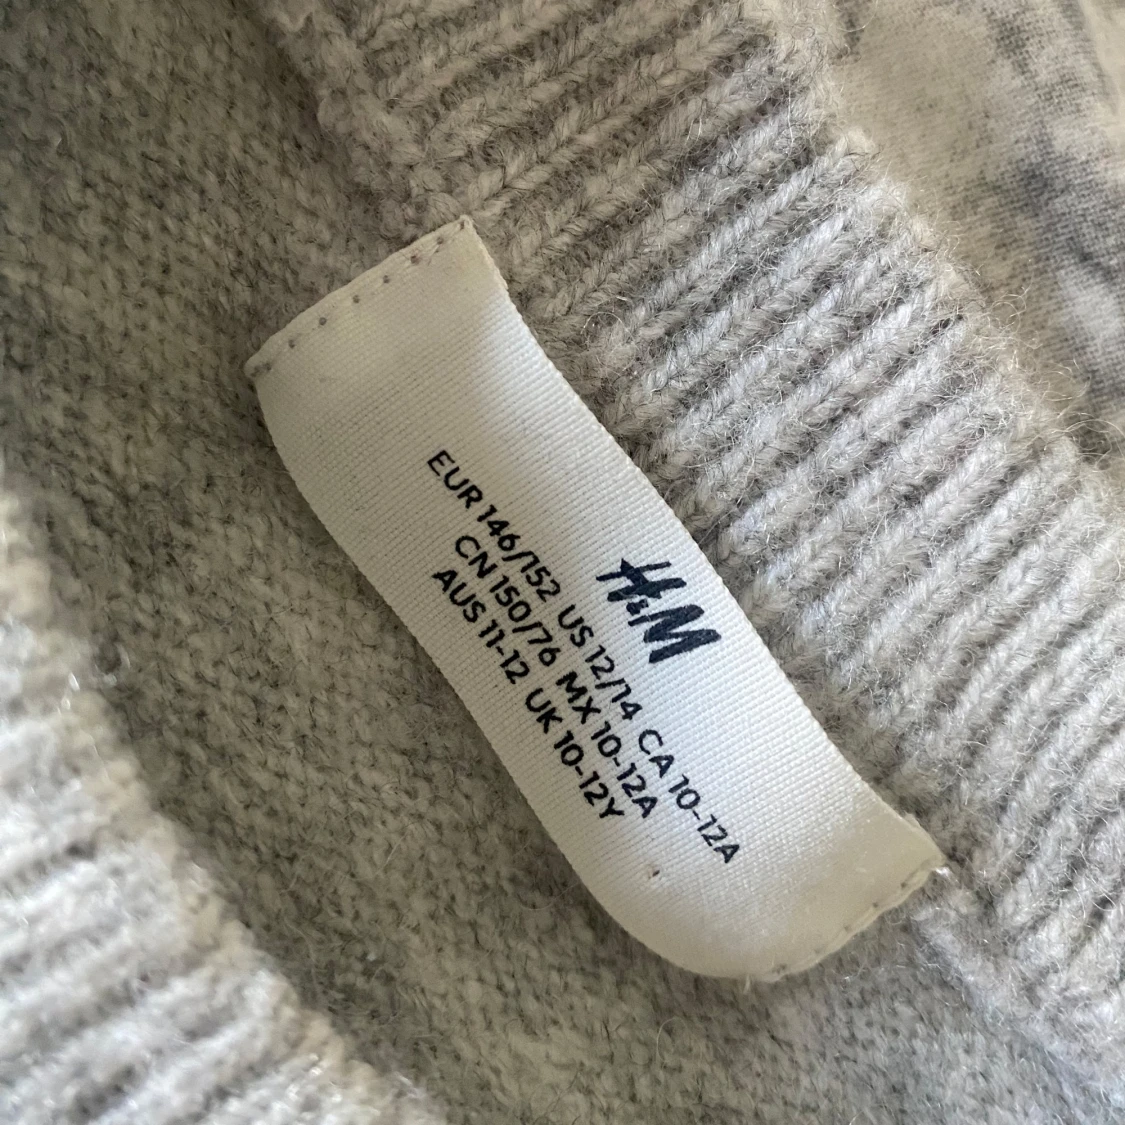 H&M
EUR 146/152 US 12/14 CA 10-12A
CN 150/76 MX 10-12A
AUS 11-12 UK 10-12Y